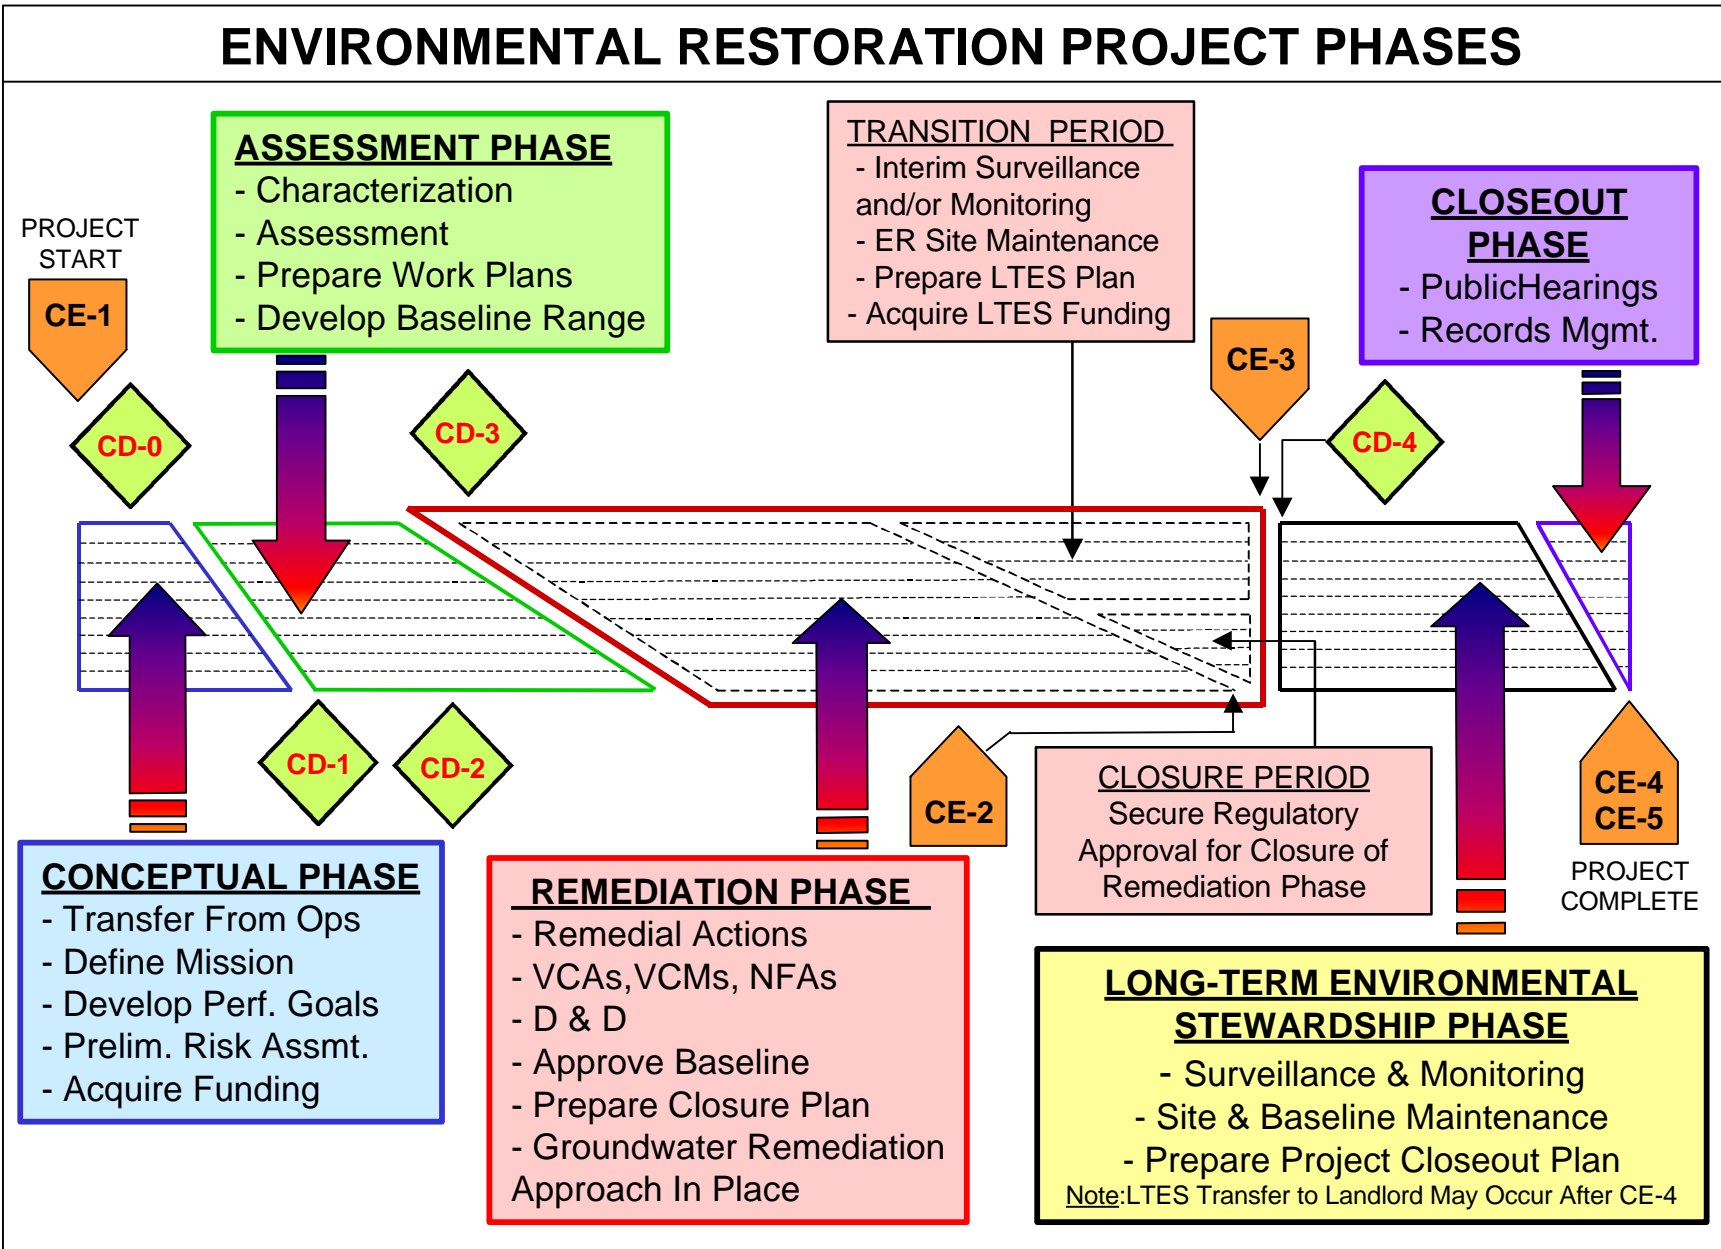 ENVIRONMENTAL RESTORATION PROJECT PHASES
ASSESSMENT PHASE
- Characterization
- Assessment
- Prepare Work Plans
- Develop Baseline Range
TRANSITION PERIOD
- Interim Surveillance
and/or Monitoring
- ER Site Maintenance
- Prepare LTES Plan
- Acquire LTES Funding
CLOSEOUT
PHASE
- PublicHearings
- Records Mgmt.
PROJECT
START
CE-1
CD-0
CD-3
CE-3
CD-4
CD-1
CD-2
CE-2
CLOSURE PERIOD
Secure Regulatory
Approval for Closure of
Remediation Phase
CE-4
CE-5
PROJECT
COMPLETE
CONCEPTUAL PHASE
- Transfer From Ops
- Define Mission
- Develop Perf. Goals
- Prelim. Risk Assmt.
- Acquire Funding
REMEDIATION PHASE
- Remedial Actions
- VCAs,VCMs, NFAs
- D & D
- Approve Baseline
- Prepare Closure Plan
- Groundwater Remediation
Approach In Place
LONG-TERM ENVIRONMENTAL
STEWARDSHIP PHASE
- Surveillance & Monitoring
- Site & Baseline Maintenance
- Prepare Project Closeout Plan
Note:LTES Transfer to Landlord May Occur After CE-4